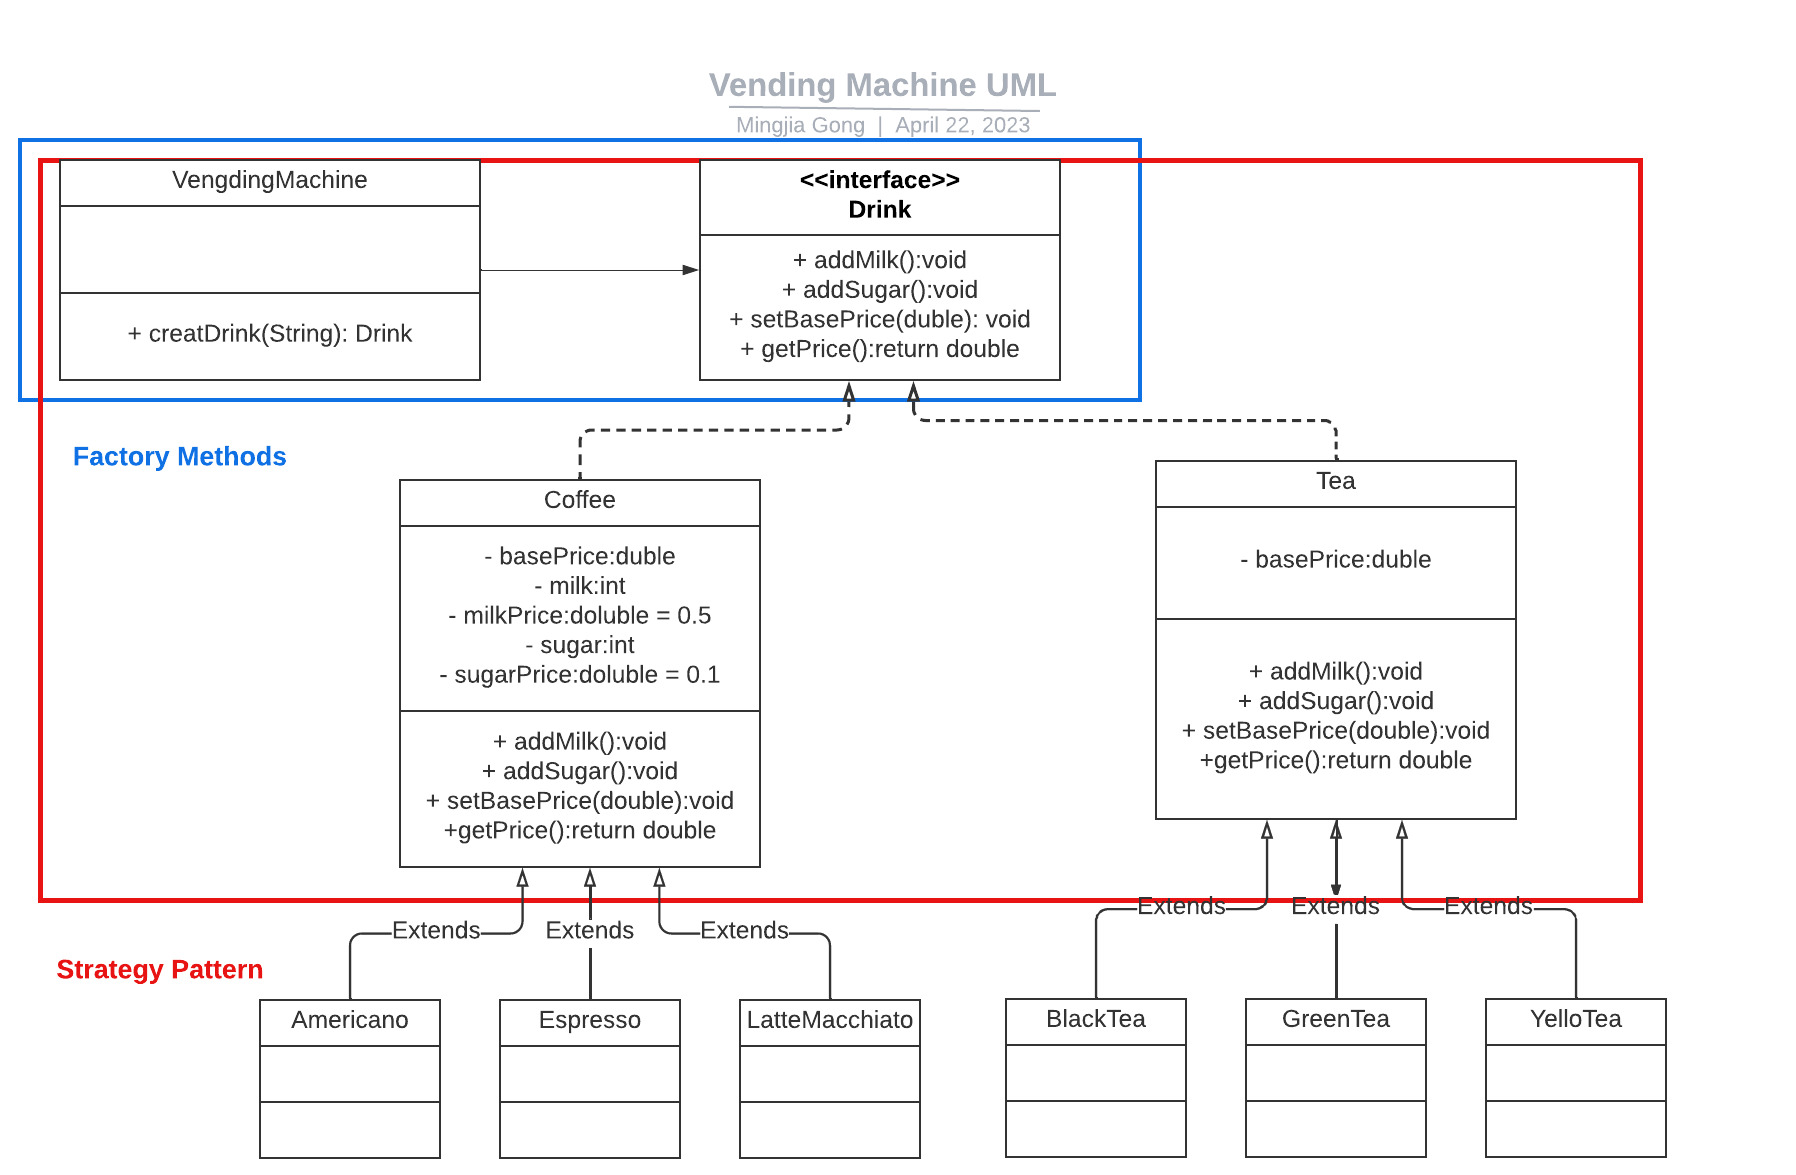 Vending Machine UML
Mingjia Gong | April 22, 2023
VengdingMachine
+ creatDrink(String): Drink
<<interface>>
Drink
+ addMilk():void
+ addSugar():void
+ setBasePrice(duble): void
+ getPrice():return double
Factory Methods
Coffee
- basePrice:duble
- milk:int
- milkPrice:doluble = 0.5
- sugar:int
- sugarPrice:doluble = 0.1
+ addMilk():void
+ addSugar():void
+ setBasePrice(double):void
+getPrice():return double
Tea
- basePrice:duble
+ addMilk():void
+ addSugar():void
+ setBasePrice(double):void
+getPrice():return double
Extends
Extends
Extends
Extends
Extends
Extends
Strategy Pattern
Americano
Espresso
LatteMacchiato
BlackTea
GreenTea
YelloTea